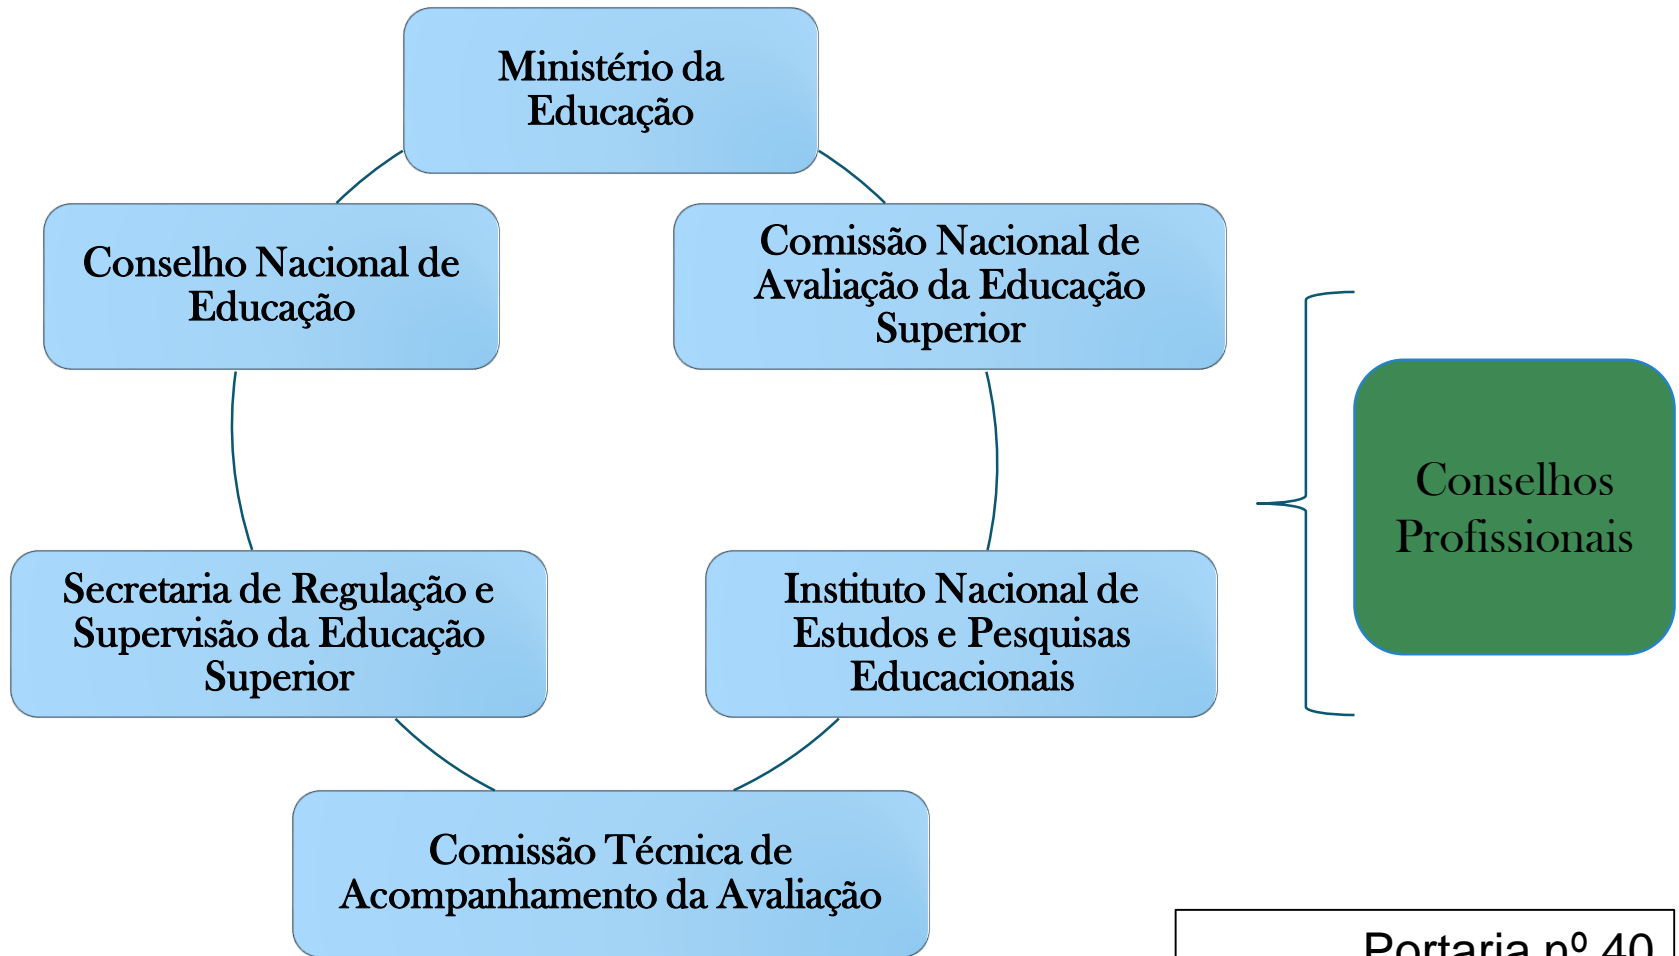 Ministério da
Educação
Conselho Nacional de
Educação
Comissão Nacional de
Avaliação da Educação
Superior
Conselhos
Profissionais
Secretaria de Regulação e
Supervisão da Educação
Superior
Instituto Nacional de
Estudos e Pesquisas
Educacionais
Comissão Técnica de
Acompanhamento da Avaliação
Portaria nº 40